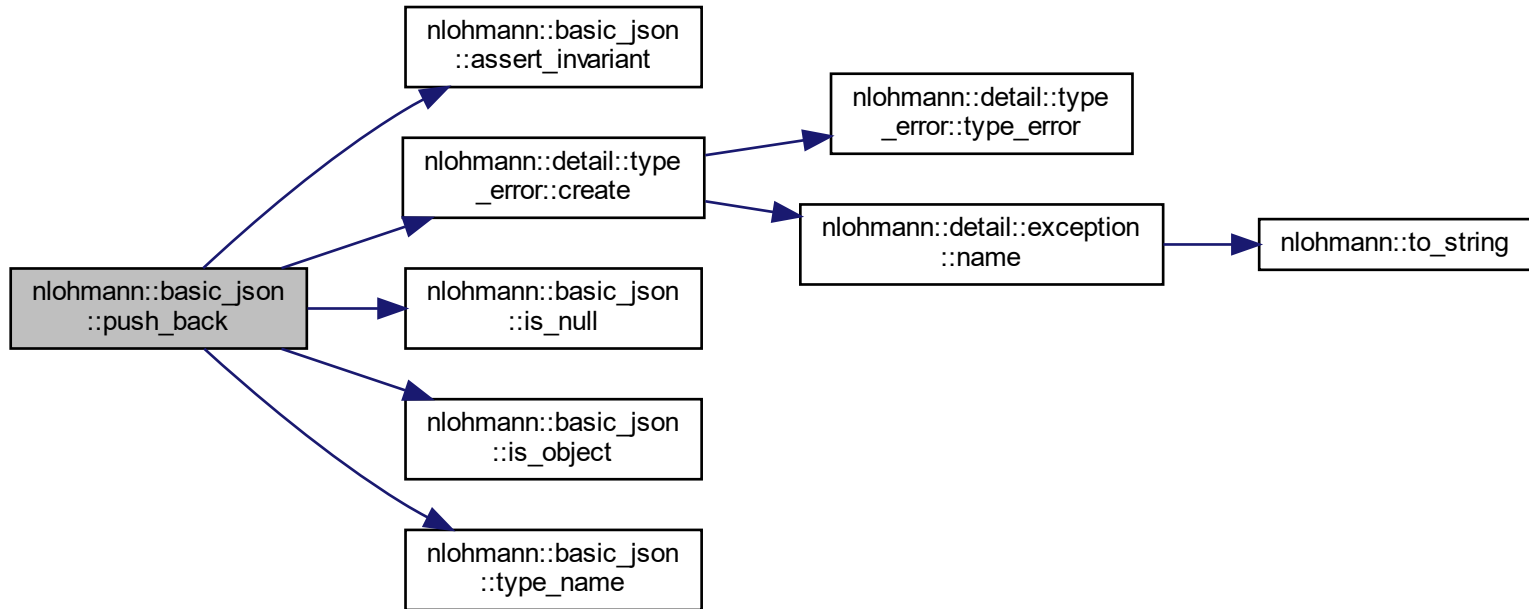 nlohmann::basic_json
::assert_invariant
nlohmann::detail::type
_error::type_error
nlohmann::detail::type
_error::create
nlohmann::detail::exception
::name
nlohmann::to_string
nlohmann::basic_json
::push_back
nlohmann::basic_json
::is_null
nlohmann::basic_json
::is_object
nlohmann::basic_json
::type_name